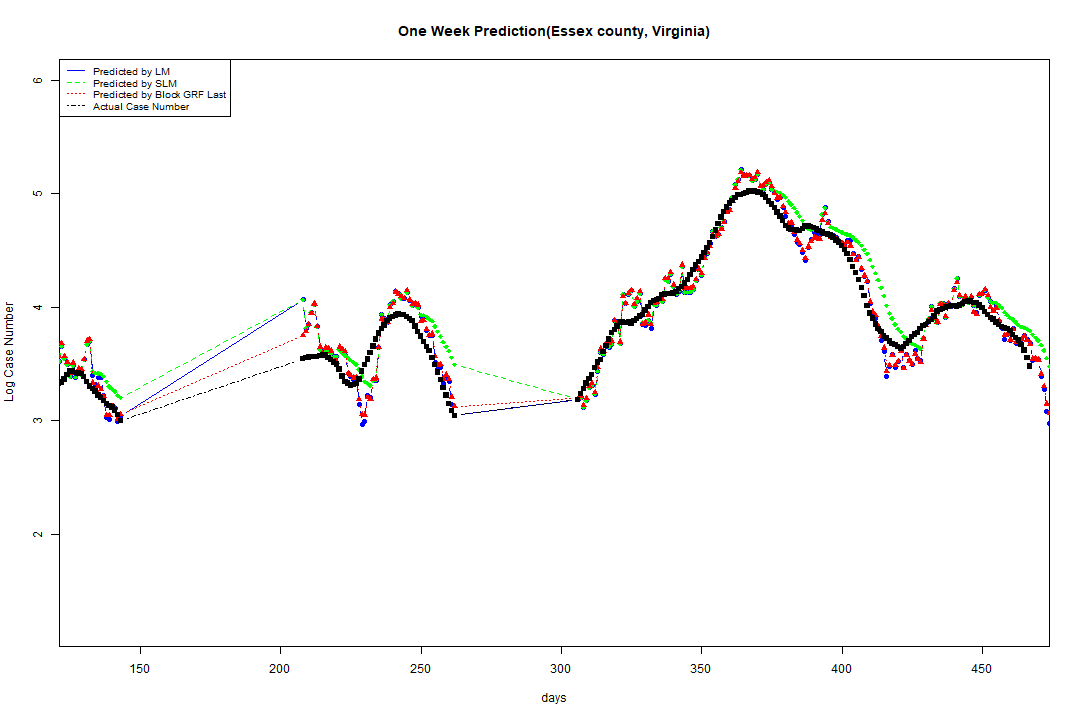 One Week Prediction(Essex county, Virginia)
Predicted by LM
Predicted by SLM
Predicted by Block GRF Last
Actual Case Number
6
5
4
3
2
Log Case Number
150 200 250 300 350 400 450
days